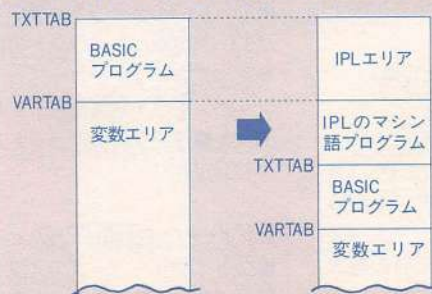 TXTTAB
BASIC
プログラム
VARTAB
変数エリア
IPLエリア
IPLのマシン
語プログラム
TXTTAB
BASIC
プログラム
VARTAB
変数エリア